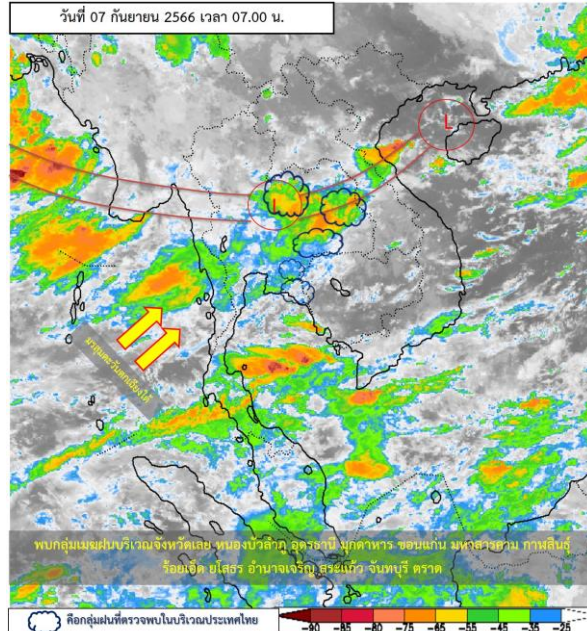 วันที่ 07 กันยายน 2566 เวลา 07.00 น.
L
L
มรสุมตะวันตกเฉียงใต้
พบกลุ่มเมฆฝนบริเวณจังหวัดเลย หนองบัวลำภู อุดรธานี มุกดาหาร ขอนแก่น มหาสารคาม กาฬสินธุ์
ร้อยเอ็ด ยโสธร อำนาจเจริญ สระแก้ว จันทบุรี ตราด
คือกลุ่มฝนที่ตรวจพบในบริเวณประเทศไทย
-90 -85 -80 -75 -65 -55 -45 -35 -25